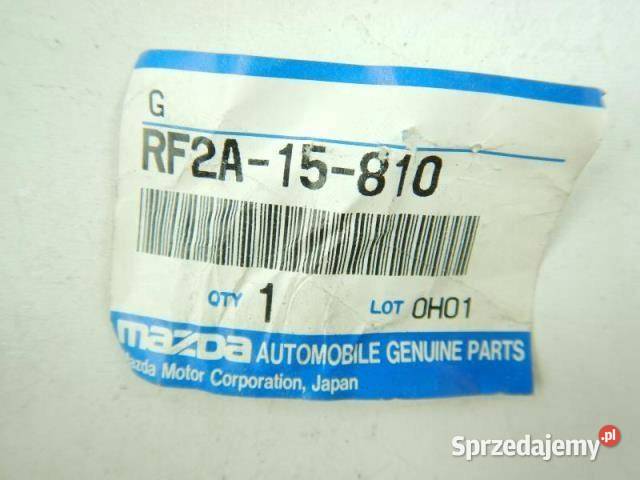 G
RF2A-15-810
QTY 1 LOT 0H01
mazda AUTOMOBILE GENUINE PARTS
Mazda Motor Corporation, Japan
Sprzedajemy.pl